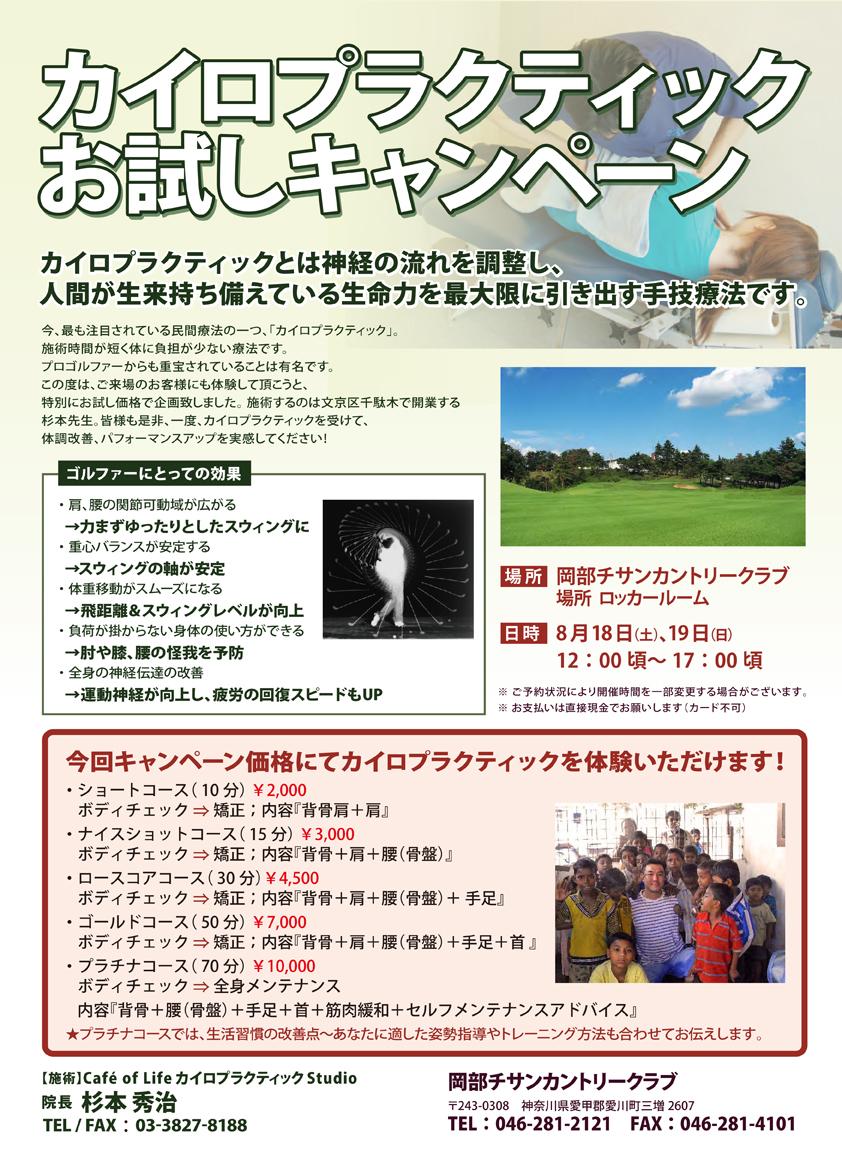 カイロプラクティック
お試しキャンペーン
カイロプラクティックとは神経の流れを調整し、
人間が生来持ち備えている生命力を最大限に引き出す手技療法です。
今、最も注目されている民間療法の一つ、「カイロプラクティック」。
施術時間が短く体に負担が少ない療法です。
プロゴルファーからも重宝されていることは有名です。
この度は、ご来場のお客様にも体験して頂こうと、
特別にお試し価格で企画致しました。施術するのは文京区千駄木で開業する
杉本先生。皆様も是非、一度、カイロプラクティックを受けて、
体調改善、パフォーマンスアップを実感してください!
ゴルファーにとっての効果
・肩、腰の関節可動域が広がる
→力まずゆったりとしたスウィングに
・重心バランスが安定する
→スウィングの軸が安定
・体重移動がスムーズになる
→飛距離&スウィングレベルが向上
・負荷が掛からない身体の使い方ができる
→肘や膝、腰の怪我を予防
・全身の神経伝達の改善
→運動神経が向上し、疲労の回復スピードもUP
場所 岡部チサンカントリークラブ
場所 ロッカールーム
日時 8月18日(土)、19日(日)
12:00頃〜17:00頃
※ ご予約状況により開催時間を一部変更する場合がございます。
※ お支払いは直接現金でお願いします(カード不可)
今回キャンペーン価格にてカイロプラクティックを体験いただけます!
・ショートコース(10分)¥2,000
ボディチェック⇒矯正;内容『背骨肩+肩』
・ナイスショットコース(15分)¥3,000
ボディチェック⇒矯正;内容『背骨+肩+腰(骨盤)』
・ロースコアコース(30分)¥4,500
ボディチェック⇒矯正;内容『背骨+肩+腰(骨盤)+ 手足』
・ゴールドコース(50分)¥7,000
ボディチェック⇒矯正;内容『背骨+肩+腰(骨盤)+手足+首 』
・プラチナコース(70分)¥10,000
ボディチェック⇒全身メンテナンス
内容『背骨+腰(骨盤)+手足+首+筋肉緩和+セルフメンテナンスアドバイス』
★プラチナコースでは、生活習慣の改善点〜あなたに適した姿勢指導やトレーニング方法も合わせてお伝えします。
【施術】Café of Life カイロプラクティック Studio
院長 杉本 秀治
TEL / FAX : 03-3827-8188
岡部チサンカントリークラブ
〒243-0308 神奈川県愛甲郡愛川町三増 2607
TEL:046-281-2121 FAX:046-281-4101